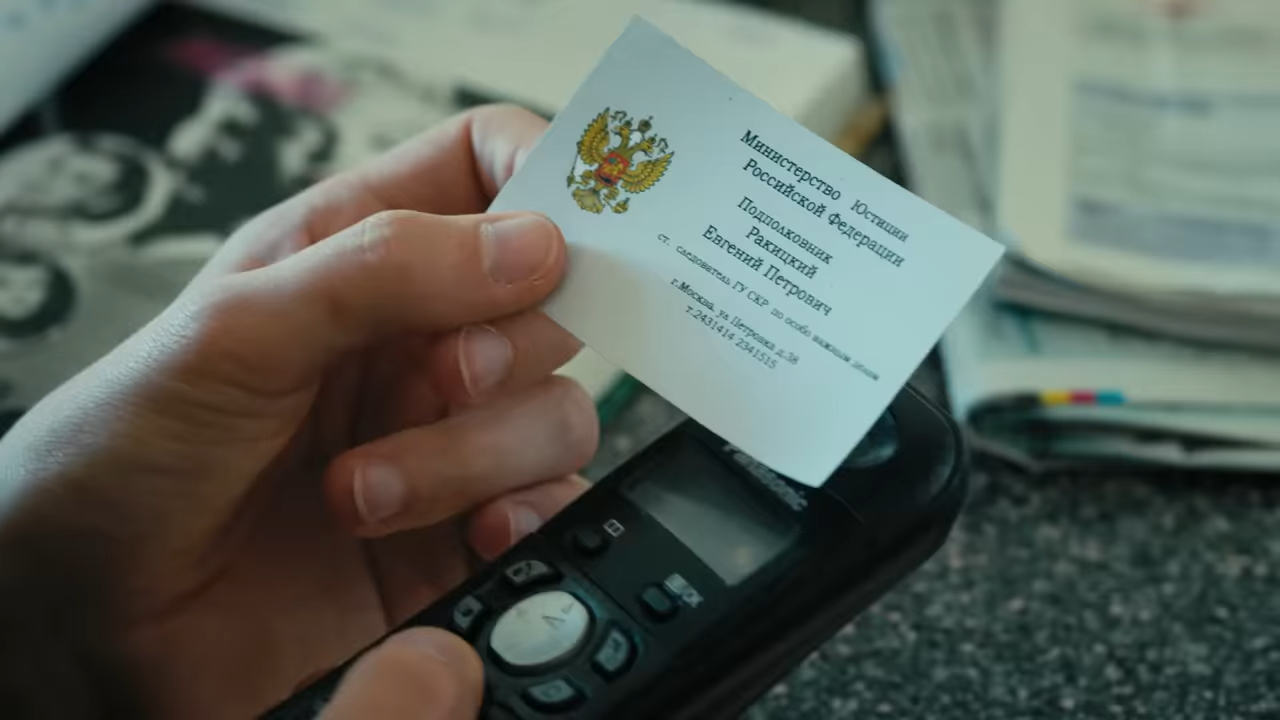 Министерство Юстиции
Российской Федерации
Подполковник
Ракицкий
Евгений Петрович
ст. следователь ГУ СКР по особо важным делам
г.Москва, ул Петровка д.38
т.2431414 2341515
Panasonic